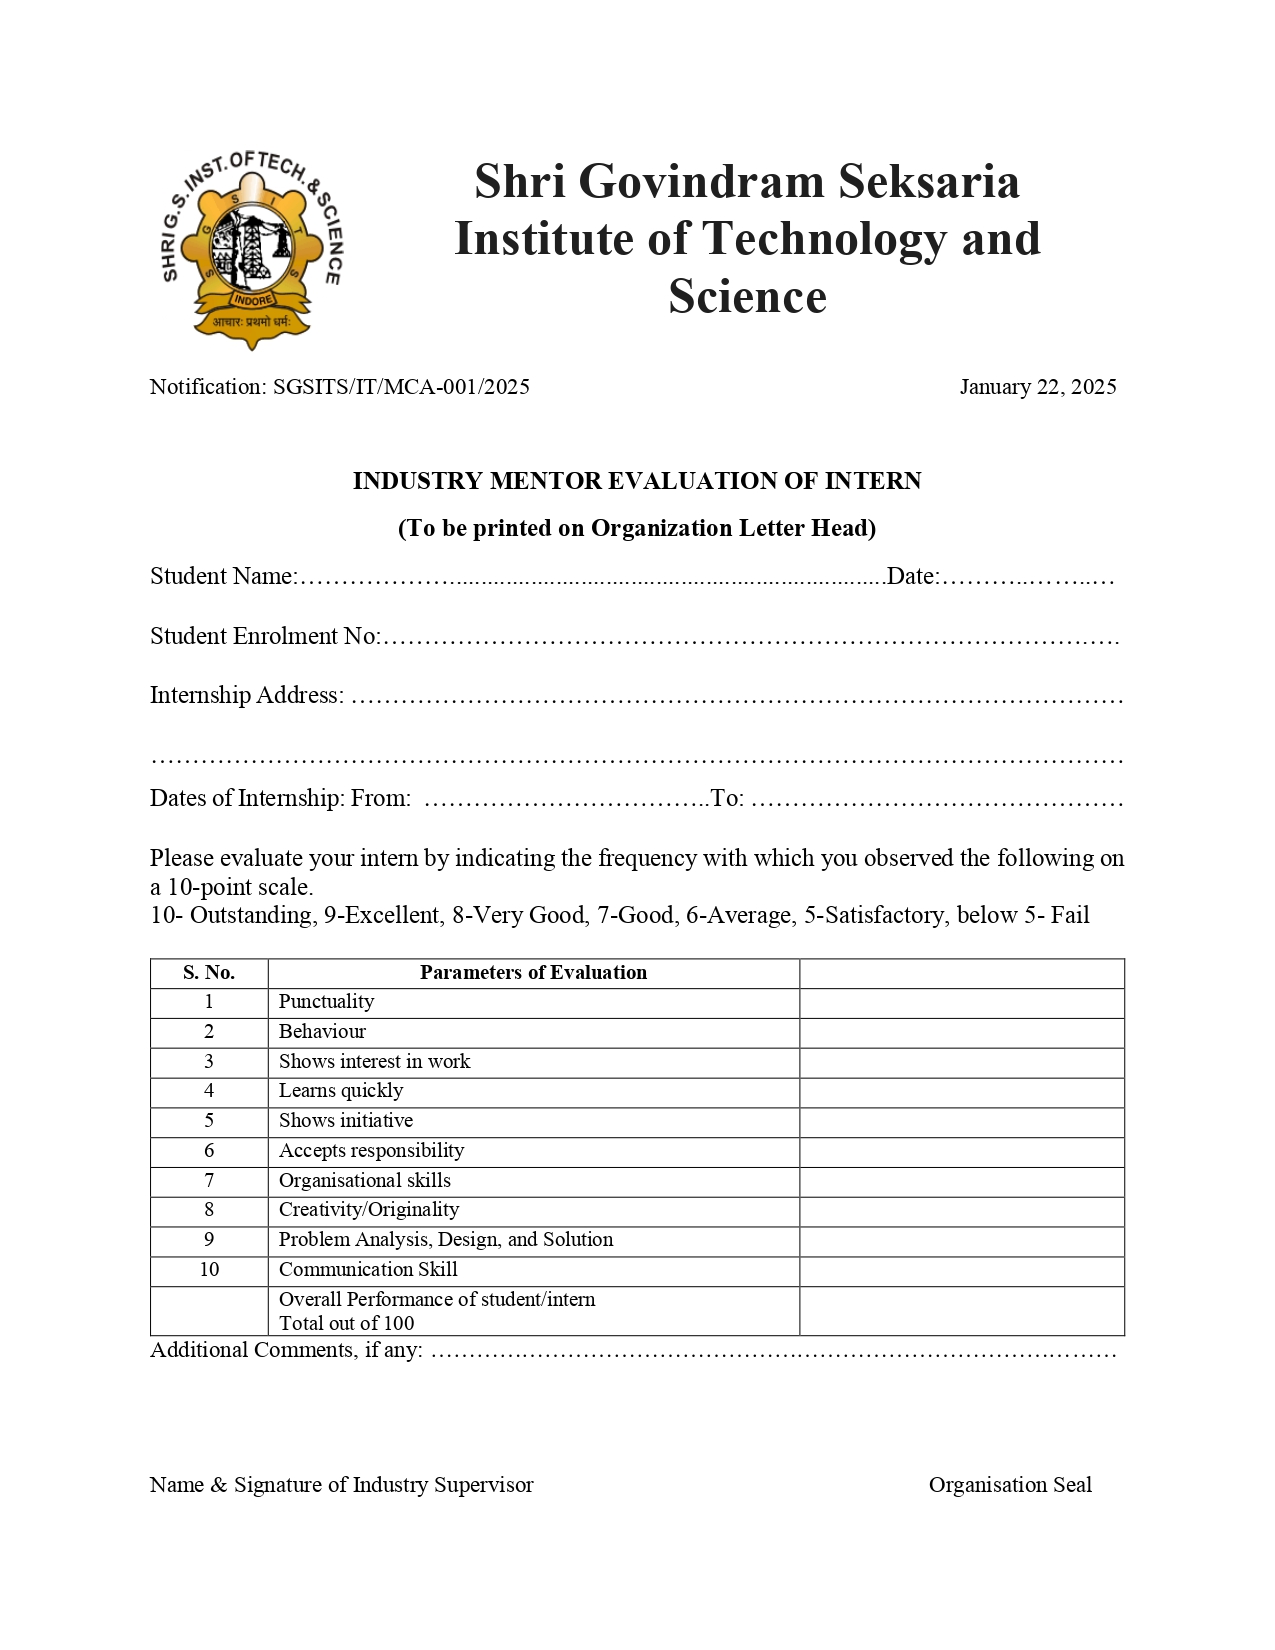 SHRI G.S. INST. OF TECH. & SCIENCE
S G S I T S
INDORE
आचारः प्रथमो धर्मः
Shri Govindram Seksaria
Institute of Technology and
Science
Notification: SGSITS/IT/MCA-001/2025 January 22, 2025
INDUSTRY MENTOR EVALUATION OF INTERN
(To be printed on Organization Letter Head)
Student Name:………………......................................................................Date:………..……..…
Student Enrolment No:………………………………………………………………………….….
Internship Address: …………………………………………………………………………………
………………………………………………………………………………………………………
Dates of Internship: From: ……………………………..To: ………………………………………
Please evaluate your intern by indicating the frequency with which you observed the following on
a 10-point scale.
10- Outstanding, 9-Excellent, 8-Very Good, 7-Good, 6-Average, 5-Satisfactory, below 5- Fail
S. No. Parameters of Evaluation
1 Punctuality
2 Behaviour
3 Shows interest in work
4 Learns quickly
5 Shows initiative
6 Accepts responsibility
7 Organisational skills
8 Creativity/Originality
9 Problem Analysis, Design, and Solution
10 Communication Skill
Overall Performance of student/intern
Total out of 100
Additional Comments, if any: ………….……………………………….…………………………….………
Name & Signature of Industry Supervisor Organisation Seal